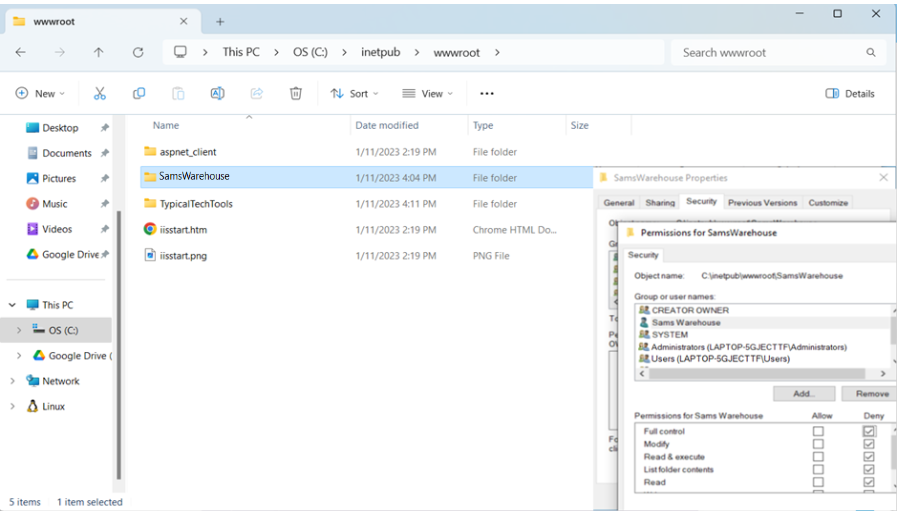 wwwroot
This PC > OS (C:) > inetpub > wwwroot >
Search wwwroot
New
Sort
View
Details
Name
Date modified
Type
Size
Desktop
Documents
Pictures
Music
Videos
Google Drive
This PC
OS (C:)
Google Drive (
Network
Linux
aspnet_client 1/11/2023 2:19 PM File folder
SamsWarehouse 1/11/2023 4:04 PM File folder
TypicalTechTools 1/11/2023 4:11 PM File folder
iisstart.htm 1/11/2023 2:19 PM Chrome HTML Do...
iisstart.png 1/11/2023 2:19 PM PNG File
5 items 1 item selected
SamsWarehouse Properties
General Sharing Security Previous Versions Customize
Permissions for SamsWarehouse
Security
Object name: C:\inetpub\wwwroot\SamsWarehouse
Group or user names:
CREATOR OWNER
Sams Warehouse
SYSTEM
Administrators (LAPTOP-5GJECTTF\Administrators)
Users (LAPTOP-5GJECTTF\Users)
Add... Remove
Permissions for Sams Warehouse Allow Deny
Full control
Modify
Read & execute
List folder contents
Read